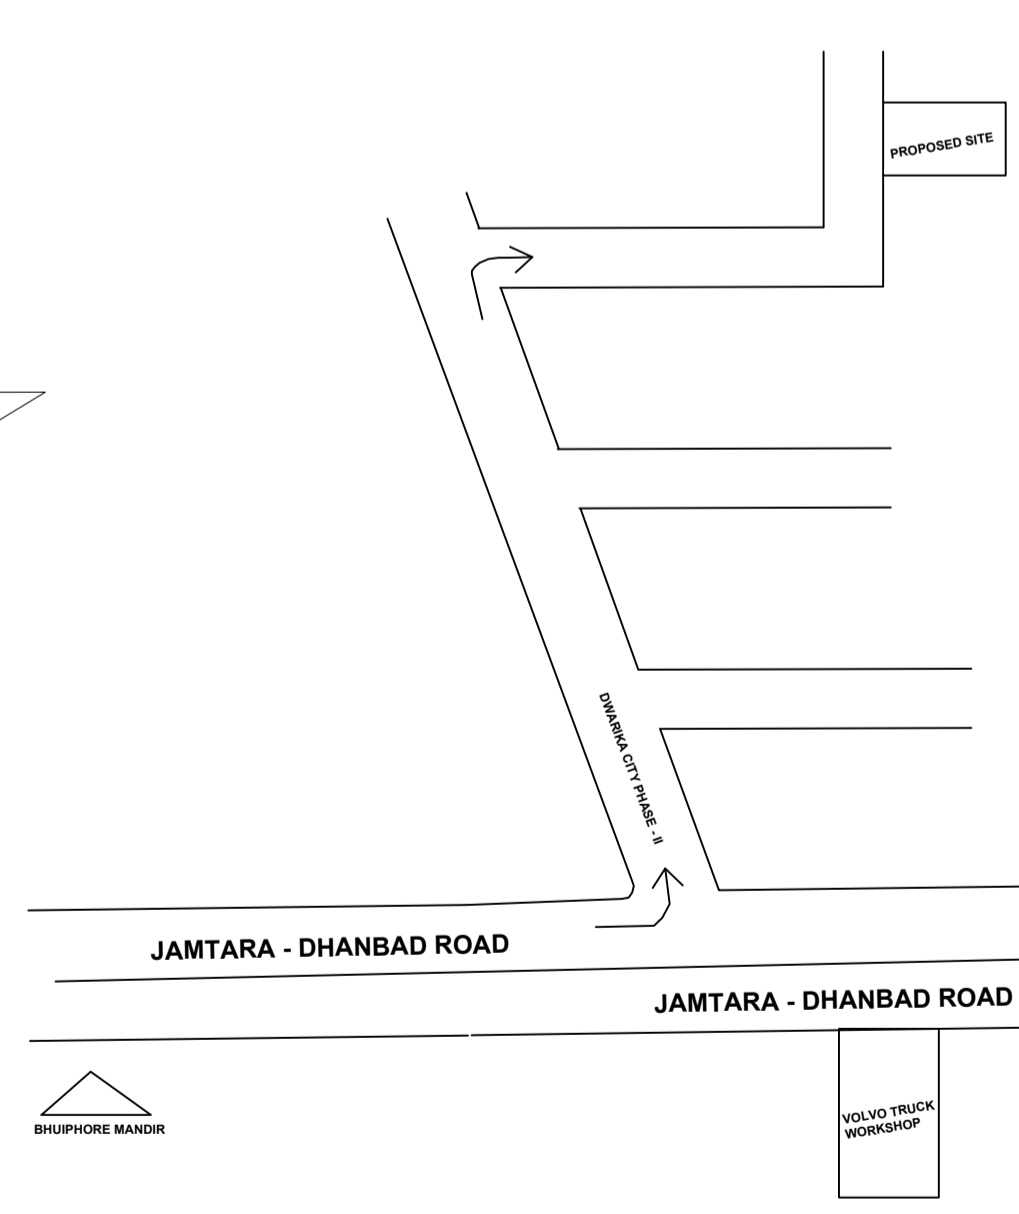 PROPOSED SITE
DWARIKA CITY PHASE - II
JAMTARA - DHANBAD ROAD
JAMTARA - DHANBAD ROAD
BHUIPHORE MANDIR
VOLVO TRUCK
WORKSHOP